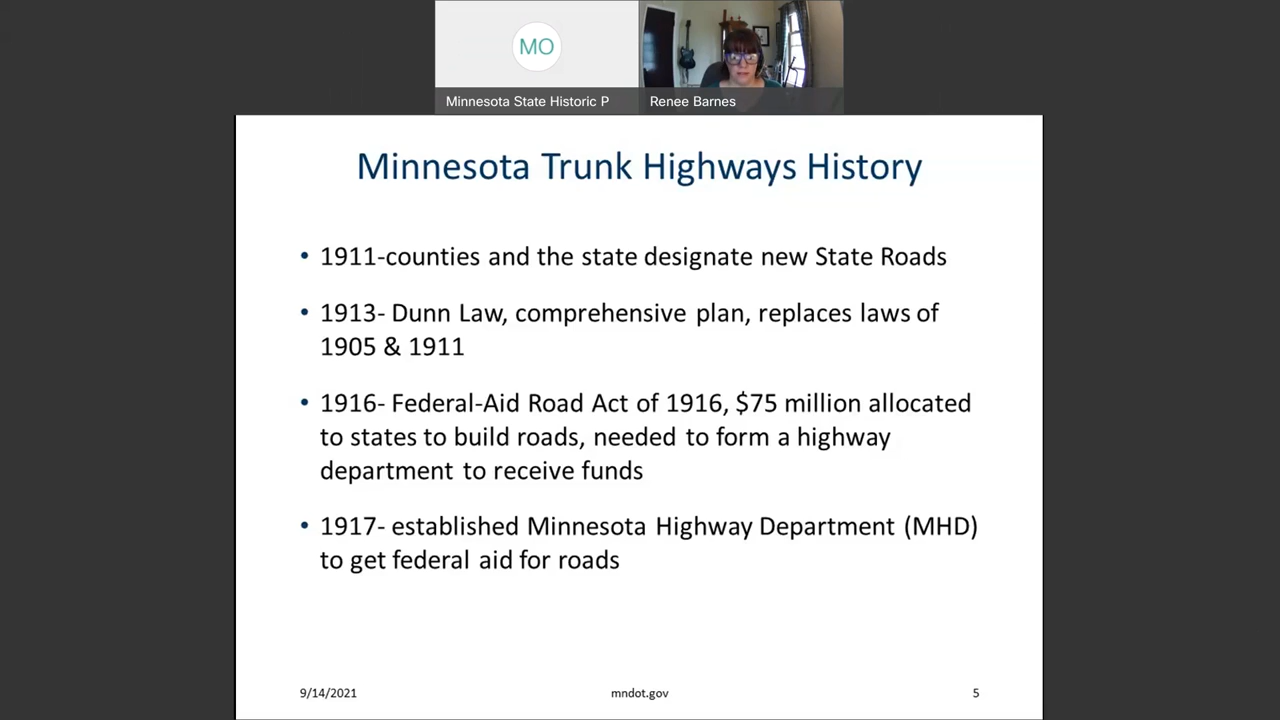 MO
Minnesota State Historic P
Renee Barnes
Minnesota Trunk Highways History
• 1911-counties and the state designate new State Roads
• 1913- Dunn Law, comprehensive plan, replaces laws of
1905 & 1911
• 1916- Federal-Aid Road Act of 1916, $75 million allocated
to states to build roads, needed to form a highway
department to receive funds
• 1917- established Minnesota Highway Department (MHD)
to get federal aid for roads
9/14/2021
mndot.gov
5